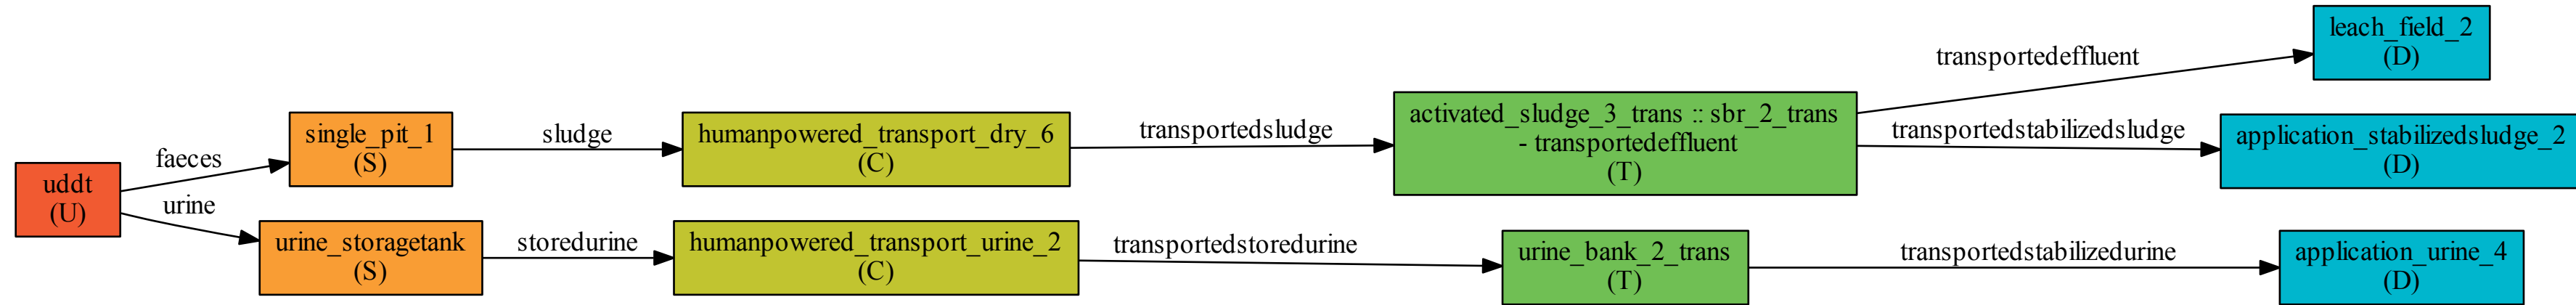 uddt
(U)
faeces
urine
single_pit_1
(S)
urine_storagetank
(S)
sludge
storedurine
humanpowered_transport_dry_6
(C)
humanpowered_transport_urine_2
(C)
transportedsludge
transportedstoredurine
activated_sludge_3_trans :: sbr_2_trans
- transportedeffluent
(T)
urine_bank_2_trans
(T)
transportedeffluent
transportedstabilizedsludge
transportedstabilizedurine
leach_field_2
(D)
application_stabilizedsludge_2
(D)
application_urine_4
(D)